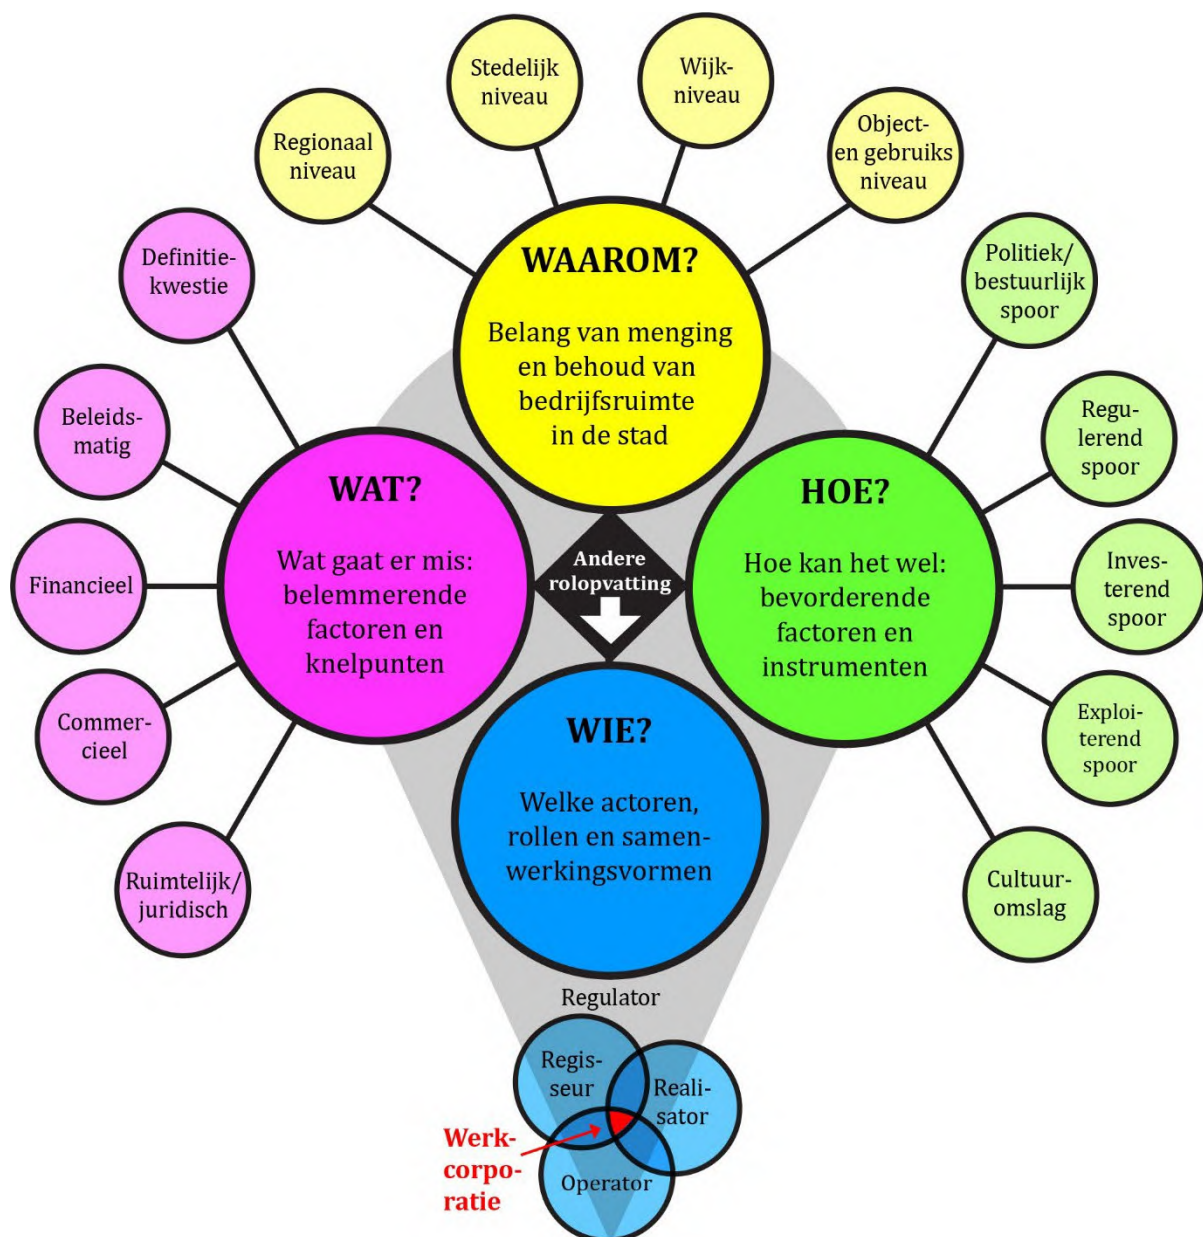 Stedelijk
niveau
Wijk-
niveau
Regionaal
niveau
Object-
en gebruiks
niveau
WAAROM?
Belang van menging
en behoud van
bedrijfsruimte
in de stad
Definitie-
kwestie
Beleids-
matig
Financieel
Commer-
cieel
Ruimtelijk/
juridisch
WAT?
Wat gaat er mis:
belemmerende
factoren en
knelpunten
Andere
rolopvatting
HOE?
Hoe kan het wel:
bevorderende
factoren en
instrumenten
Politiek/
bestuurlijk
spoor
Regu-
lerend
spoor
Inves-
terend
spoor
Exploi-
terend
spoor
Cultuur-
omslag
WIE?
Welke actoren,
rollen en samen-
werkingsvormen
Regulator
Regis-
seur
Reali-
sator
Operator
Werk-
corpo-
ratie